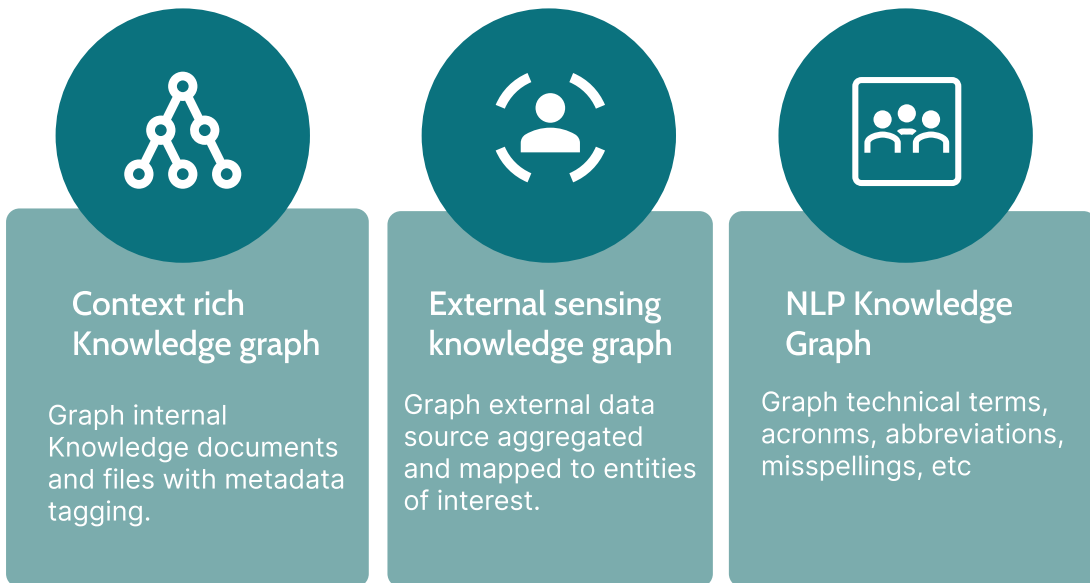 Context rich
Knowledge graph
Graph internal
Knowledge documents
and files with metadata
tagging.
External sensing
knowledge graph
Graph external data
source aggregated
and mapped to entities
of interest.
NLP Knowledge
Graph
Graph technical terms,
acronms, abbreviations,
misspellings, etc